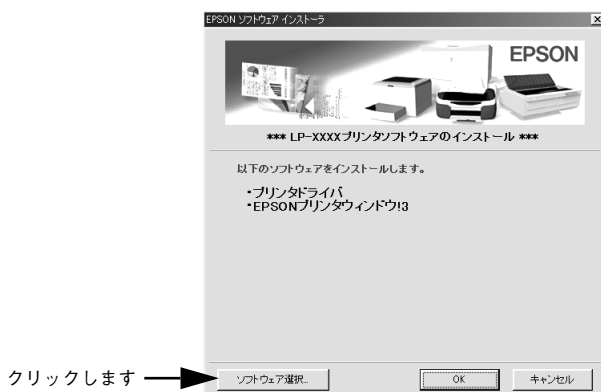 EPSON ソフトウェア インストーラ
EPSON
*** LP-XXXXプリンタソフトウェアのインストール ***
以下のソフトウェアをインストールします。
・プリンタドライバ
・EPSONプリンタウィンドウ!3
クリックします
ソフトウェア選択...
OK
キャンセル